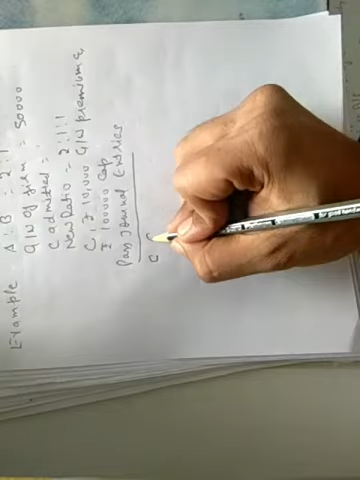 Example A : B : 2 : 1
G/W of firm = 50000
C admitted =
New Ratio = 2:1:1
C, ₹ 10,000 G/W premium &
₹ 100000 Cap
Pass Journal Entries
C